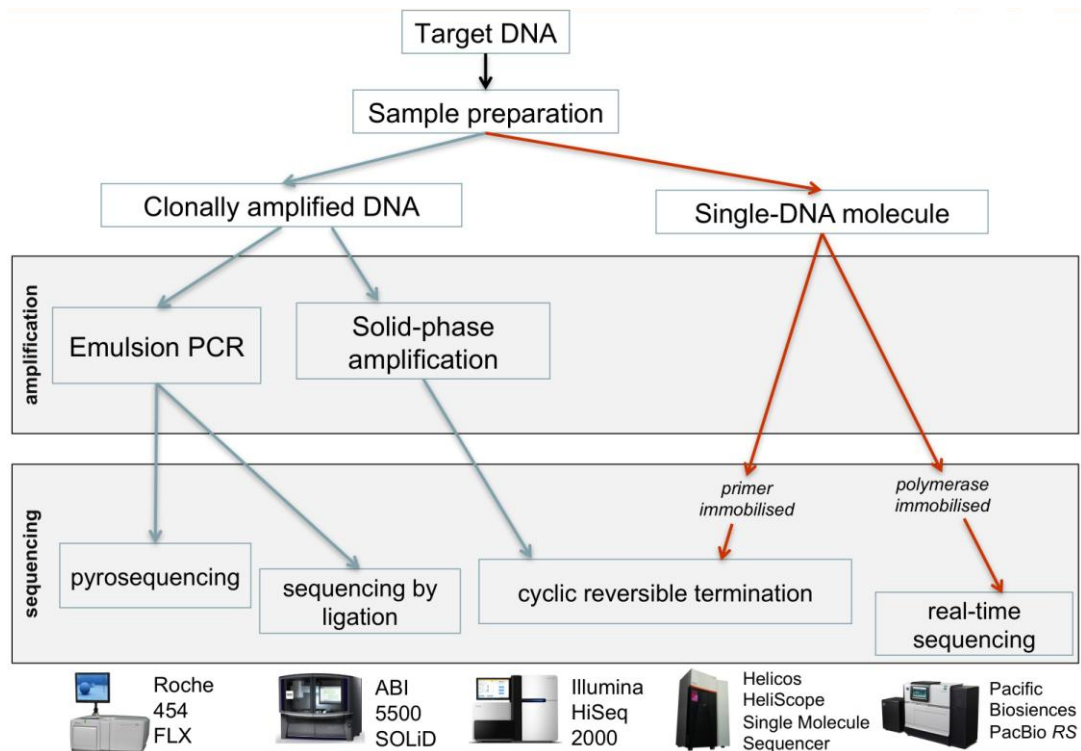 Target DNA
Sample preparation
Clonally amplified DNA
Single-DNA molecule
amplification
Emulsion PCR
Solid-phase
amplification
sequencing
primer
immobilised
polymerase
immobilised
pyrosequencing
sequencing by
ligation
cyclic reversible termination
real-time
sequencing
Roche
454
FLX
ABI
5500
SOLiD
Illumina
HiSeq
2000
Helicos
HeliScope
Single Molecule
Sequencer
Pacific
Biosiences
PacBio RS